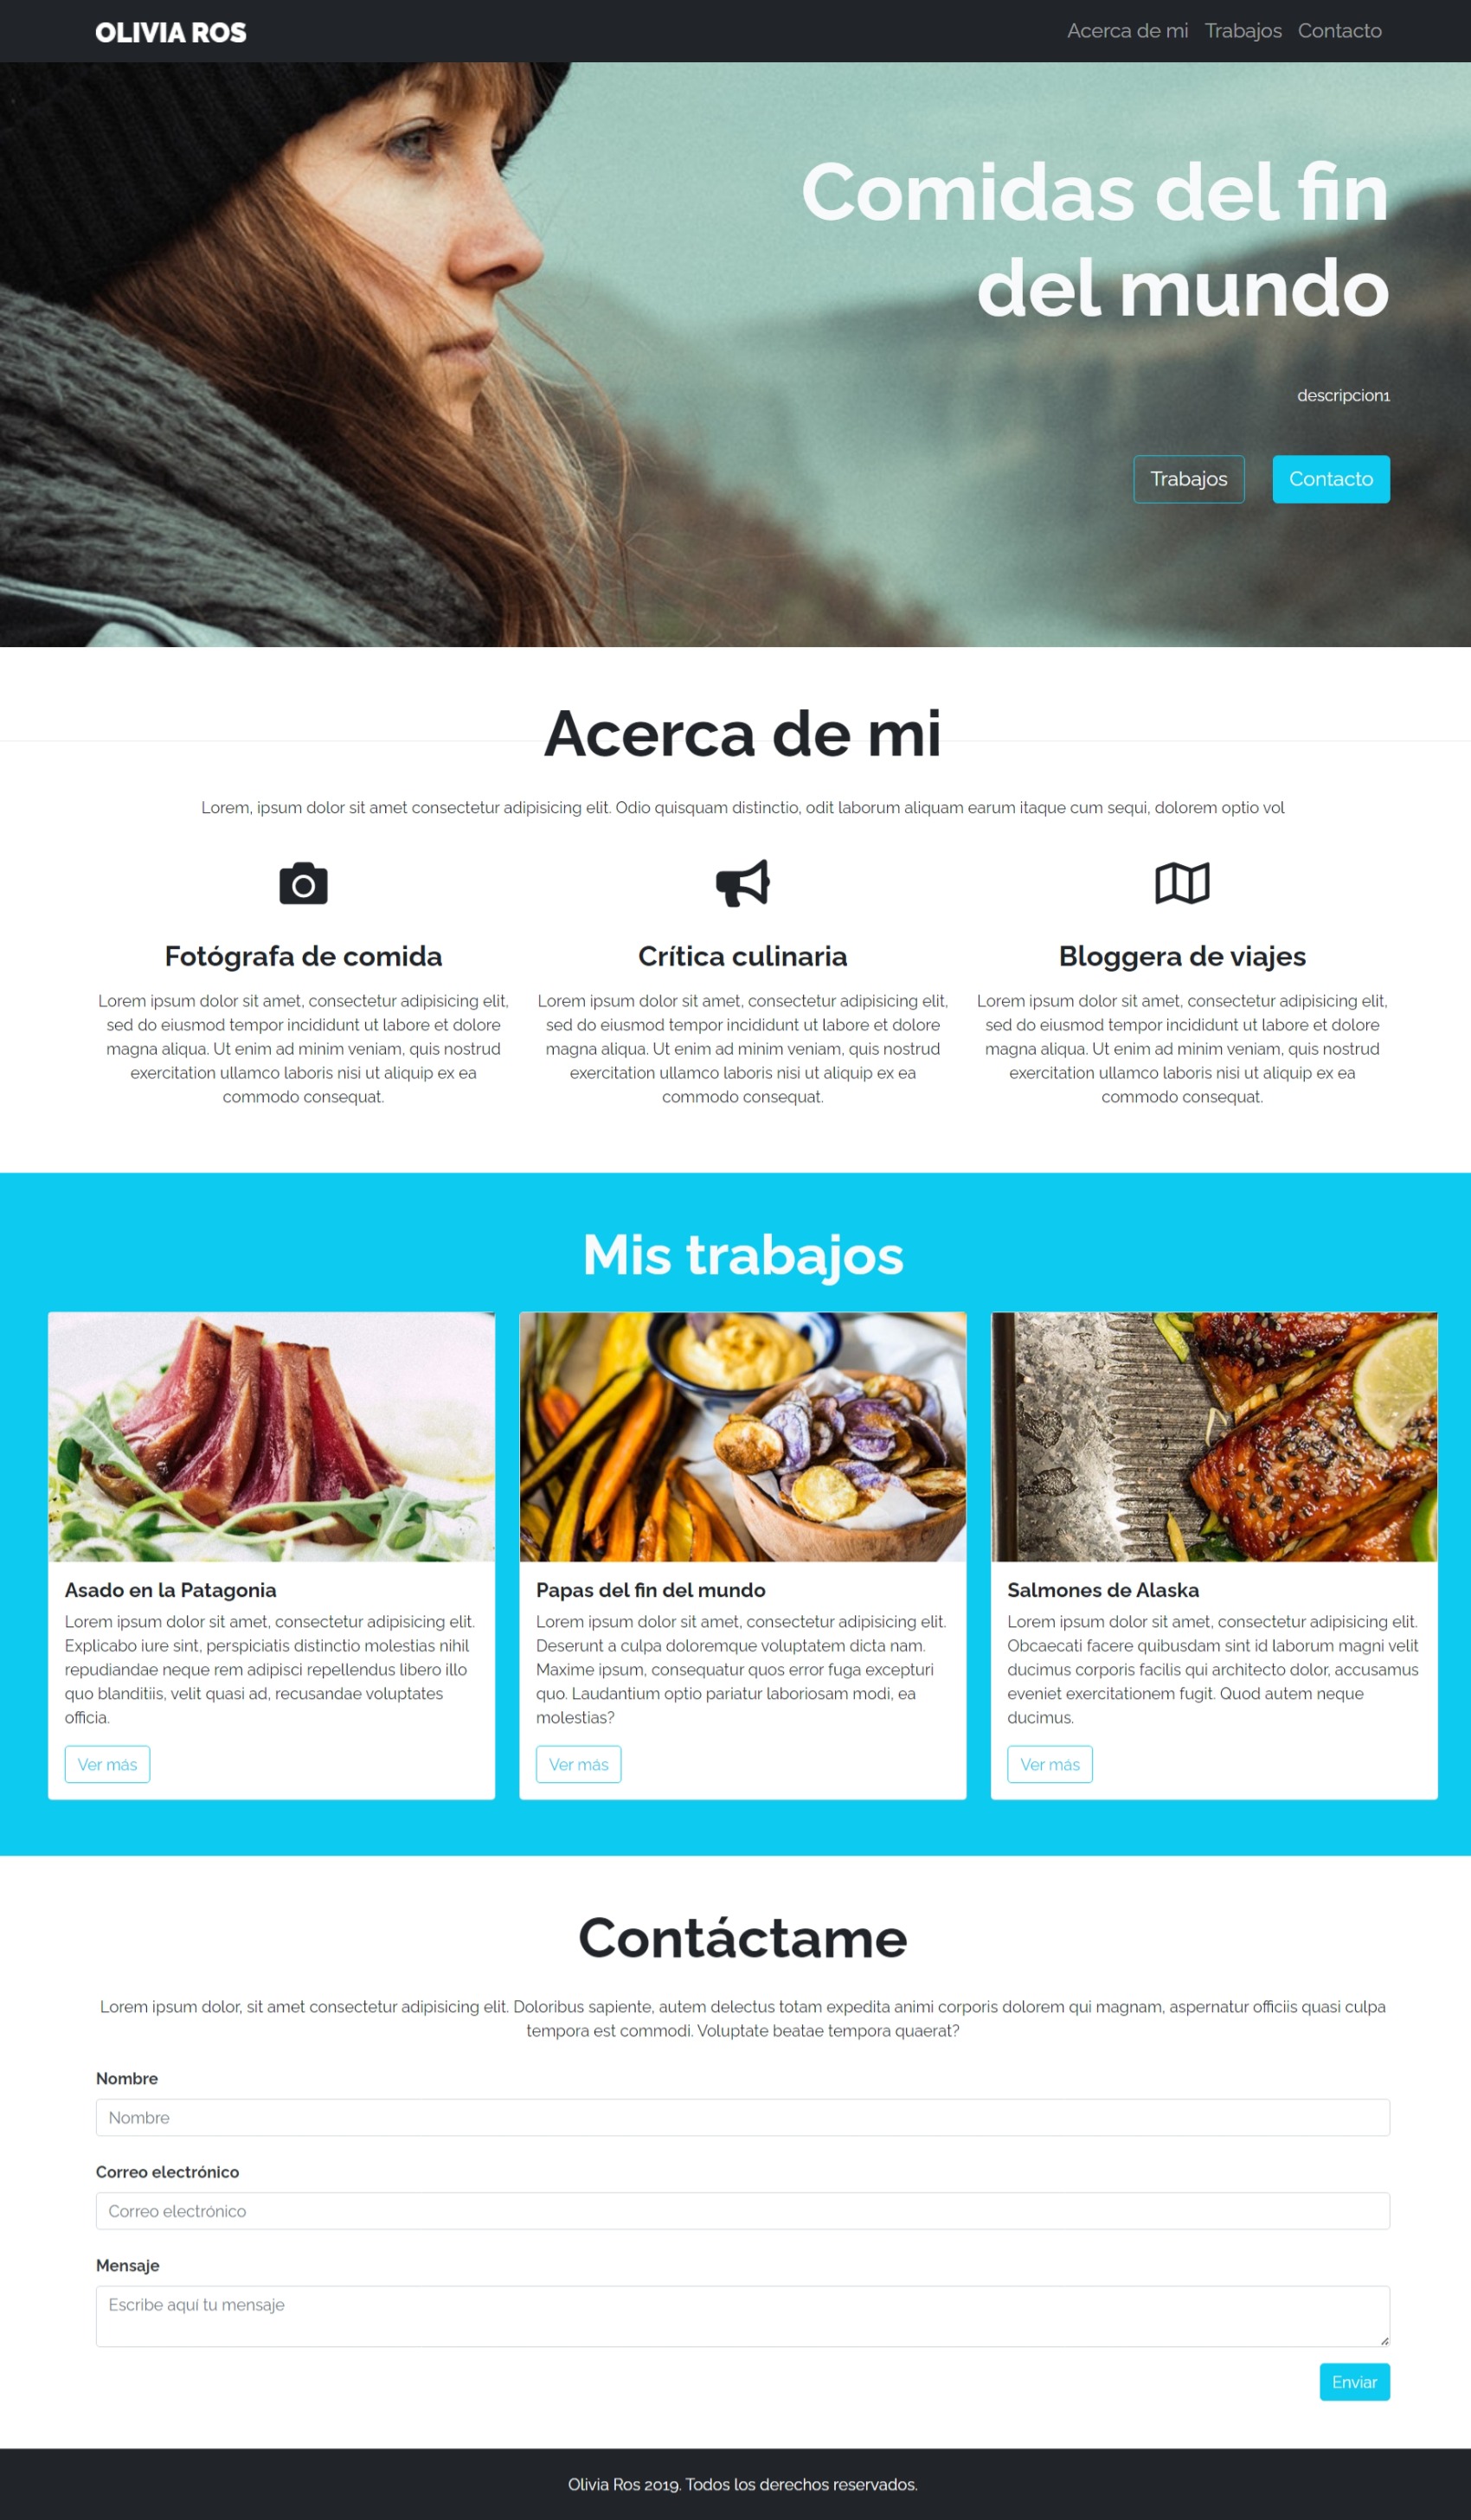 OLIVIA ROS
Acerca de mi Trabajos Contacto
Comidas del fin
del mundo
descripcion1
Trabajos Contacto
Acerca de mi
Lorem, ipsum dolor sit amet consectetur adipisicing elit. Odio quisquam distinctio, odit laborum aliquam earum itaque cum sequi, dolorem optio vol
Fotógrafa de comida
Lorem ipsum dolor sit amet, consectetur adipisicing elit,
sed do eiusmod tempor incididunt ut labore et dolore
magna aliqua. Ut enim ad minim veniam, quis nostrud
exercitation ullamco laboris nisi ut aliquip ex ea
commodo consequat.
Crítica culinaria
Lorem ipsum dolor sit amet, consectetur adipisicing elit,
sed do eiusmod tempor incididunt ut labore et dolore
magna aliqua. Ut enim ad minim veniam, quis nostrud
exercitation ullamco laboris nisi ut aliquip ex ea
commodo consequat.
Bloggera de viajes
Lorem ipsum dolor sit amet, consectetur adipisicing elit,
sed do eiusmod tempor incididunt ut labore et dolore
magna aliqua. Ut enim ad minim veniam, quis nostrud
exercitation ullamco laboris nisi ut aliquip ex ea
commodo consequat.
Mis trabajos
Asado en la Patagonia
Lorem ipsum dolor sit amet, consectetur adipisicing elit.
Explicabo iure sint, perspiciatis distinctio molestias nihil
repudiandae neque rem adipisci repellendus libero illo
quo blanditiis, velit quasi ad, recusandae voluptates
officia.
Ver más
Papas del fin del mundo
Lorem ipsum dolor sit amet, consectetur adipisicing elit.
Deserunt a culpa doloremque voluptatem dicta nam.
Maxime ipsum, consequatur quos error fuga excepturi
quo. Laudantium optio pariatur laboriosam modi, ea
molestias?
Ver más
Salmones de Alaska
Lorem ipsum dolor sit amet, consectetur adipisicing elit.
Obcaecati facere quibusdam sint id laborum magni velit
ducimus corporis facilis qui architecto dolor, accusamus
eveniet exercitationem fugit. Quod autem neque
ducimus.
Ver más
Contáctame
Lorem ipsum dolor, sit amet consectetur adipisicing elit. Doloribus sapiente, autem delectus totam expedita animi corporis dolorem qui magnam, aspernatur officiis quasi culpa
tempora est commodi. Voluptate beatae tempora quaerat?
Nombre
Nombre
Correo electrónico
Correo electrónico
Mensaje
Escribe aquí tu mensaje
Enviar
Olivia Ros 2019. Todos los derechos reservados.